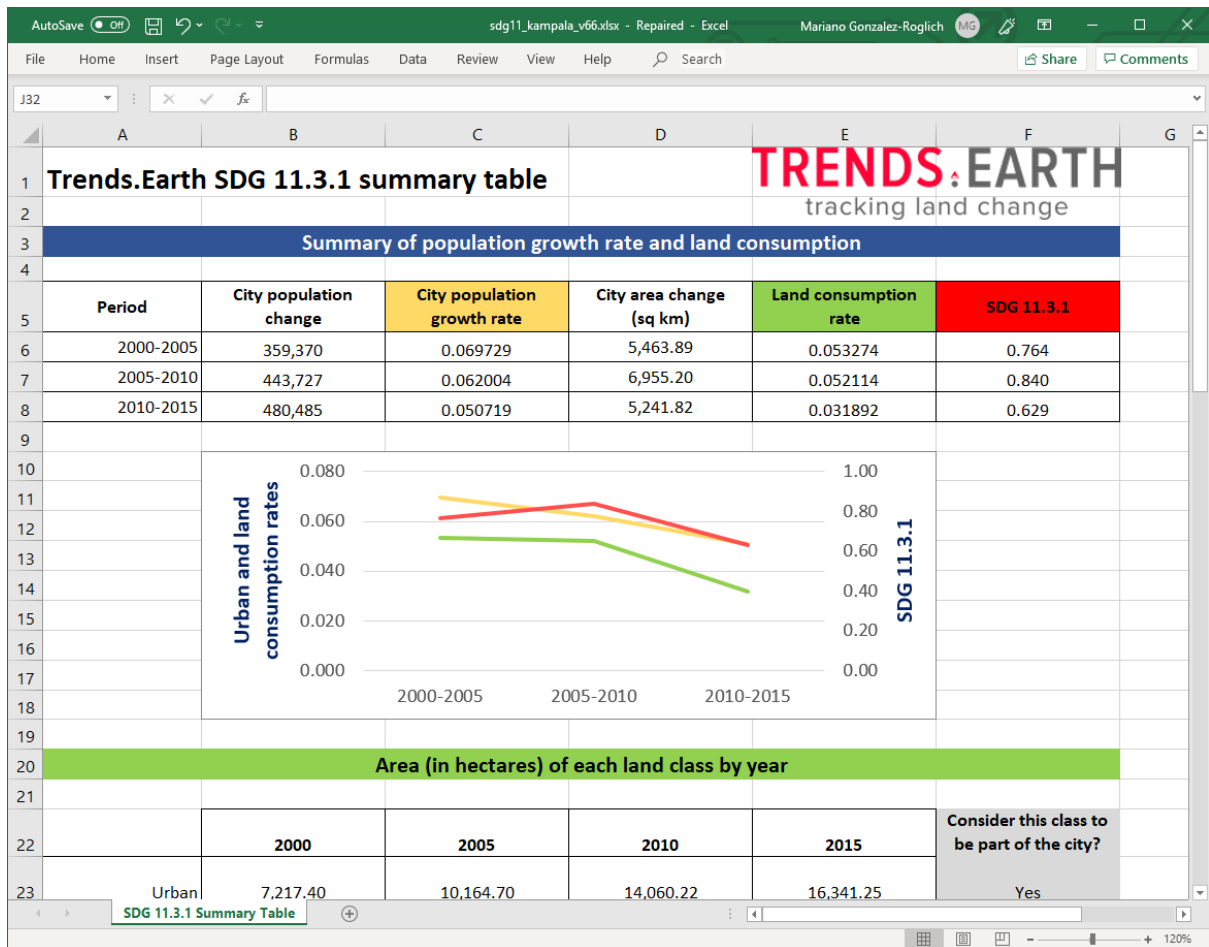 AutoSave Off sdg11_kampala_v66.xlsx - Repaired - Excel Mariano Gonzalez-Roglich MG
File Home Insert Page Layout Formulas Data Review View Help Search Share Comments
J32 fx
A B C D E F G
1 Trends.Earth SDG 11.3.1 summary table TRENDS.EARTH
2 tracking land change
3 Summary of population growth rate and land consumption
4
5 Period City population change City population growth rate City area change (sq km) Land consumption rate SDG 11.3.1
6 2000-2005 359,370 0.069729 5,463.89 0.053274 0.764
7 2005-2010 443,727 0.062004 6,955.20 0.052114 0.840
8 2010-2015 480,485 0.050719 5,241.82 0.031892 0.629
9
10
11
12
13
14
15
16
17
18
Urban and land
consumption rates
0.080
0.060
0.040
0.020
0.000
2000-2005 2005-2010 2010-2015
1.00
0.80
0.60
0.40
0.20
0.00
SDG 11.3.1
19
20 Area (in hectares) of each land class by year
21
22 2000 2005 2010 2015 Consider this class to be part of the city?
23 Urban 7,217.40 10,164.70 14,060.22 16,341.25 Yes
SDG 11.3.1 Summary Table
120%